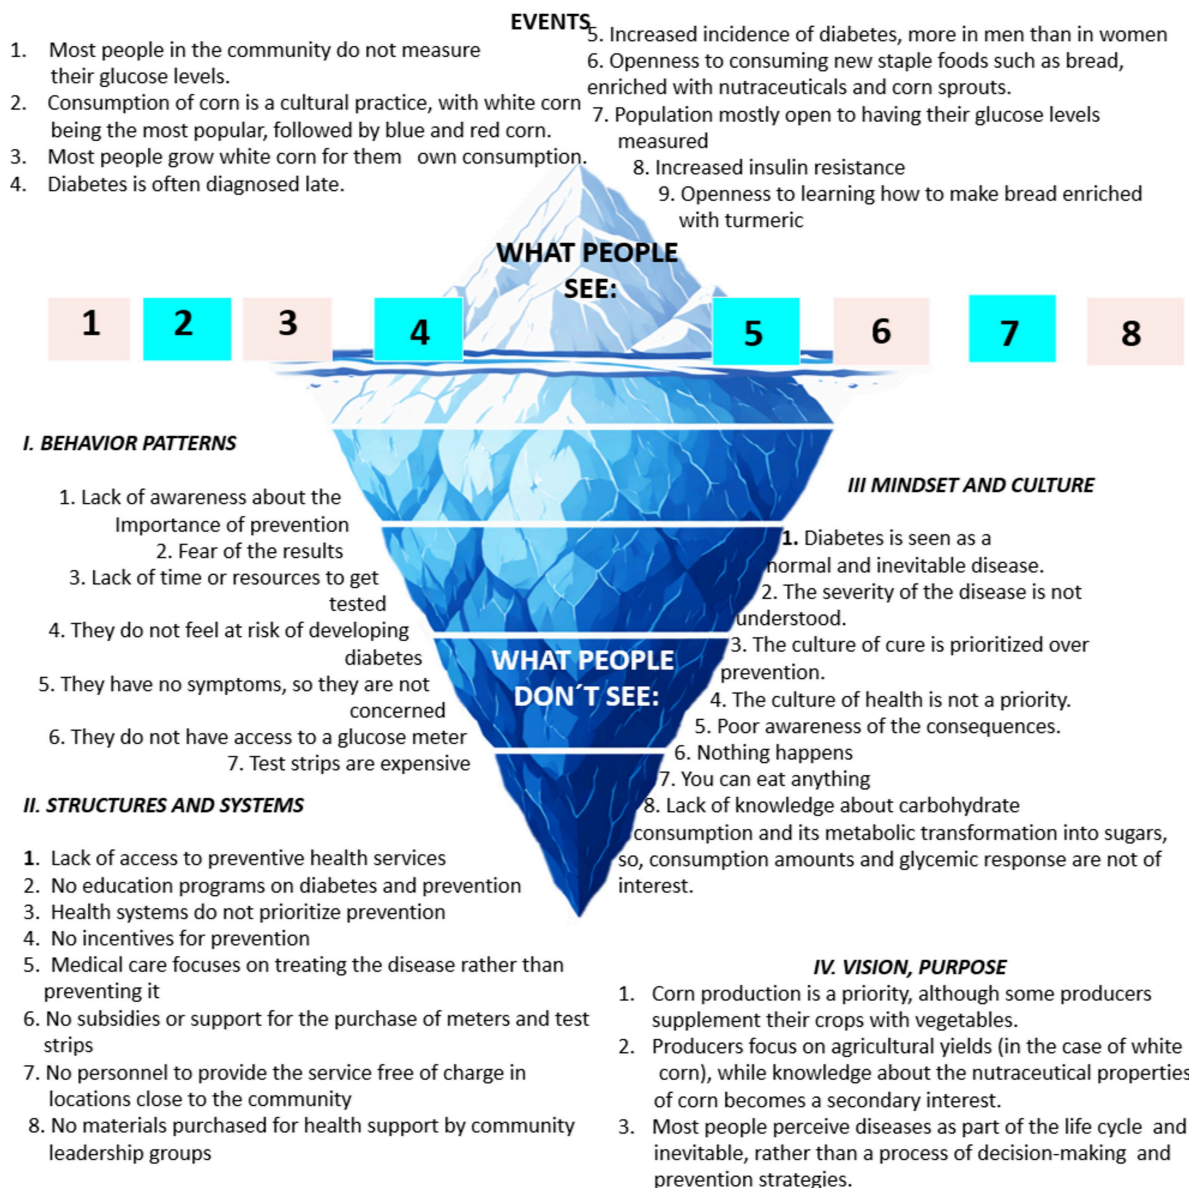 EVENTS
1. Most people in the community do not measure
their glucose levels.
2. Consumption of corn is a cultural practice, with white corn
being the most popular, followed by blue and red corn.
3. Most people grow white corn for them own consumption.
4. Diabetes is often diagnosed late.
5. Increased incidence of diabetes, more in men than in women
6. Openness to consuming new staple foods such as bread,
enriched with nutraceuticals and corn sprouts.
7. Population mostly open to having their glucose levels
measured
8. Increased insulin resistance
9. Openness to learning how to make bread enriched
with turmeric
WHAT PEOPLE
SEE:
1 2 3 4 5 6 7 8
I. BEHAVIOR PATTERNS
1. Lack of awareness about the
Importance of prevention
2. Fear of the results
3. Lack of time or resources to get
tested
4. They do not feel at risk of developing
diabetes
5. They have no symptoms, so they are not
concerned
6. They do not have access to a glucose meter
7. Test strips are expensive
WHAT PEOPLE
DON´T SEE:
III MINDSET AND CULTURE
1. Diabetes is seen as a
normal and inevitable disease.
2. The severity of the disease is not
understood.
3. The culture of cure is prioritized over
prevention.
4. The culture of health is not a priority.
5. Poor awareness of the consequences.
6. Nothing happens
7. You can eat anything
8. Lack of knowledge about carbohydrate
consumption and its metabolic transformation into sugars,
so, consumption amounts and glycemic response are not of
interest.
II. STRUCTURES AND SYSTEMS
1. Lack of access to preventive health services
2. No education programs on diabetes and prevention
3. Health systems do not prioritize prevention
4. No incentives for prevention
5. Medical care focuses on treating the disease rather than
preventing it
6. No subsidies or support for the purchase of meters and test
strips
7. No personnel to provide the service free of charge in
locations close to the community
8. No materials purchased for health support by community
leadership groups
IV. VISION, PURPOSE
1. Corn production is a priority, although some producers
supplement their crops with vegetables.
2. Producers focus on agricultural yields (in the case of white
corn), while knowledge about the nutraceutical properties
of corn becomes a secondary interest.
3. Most people perceive diseases as part of the life cycle and
inevitable, rather than a process of decision-making and
prevention strategies.